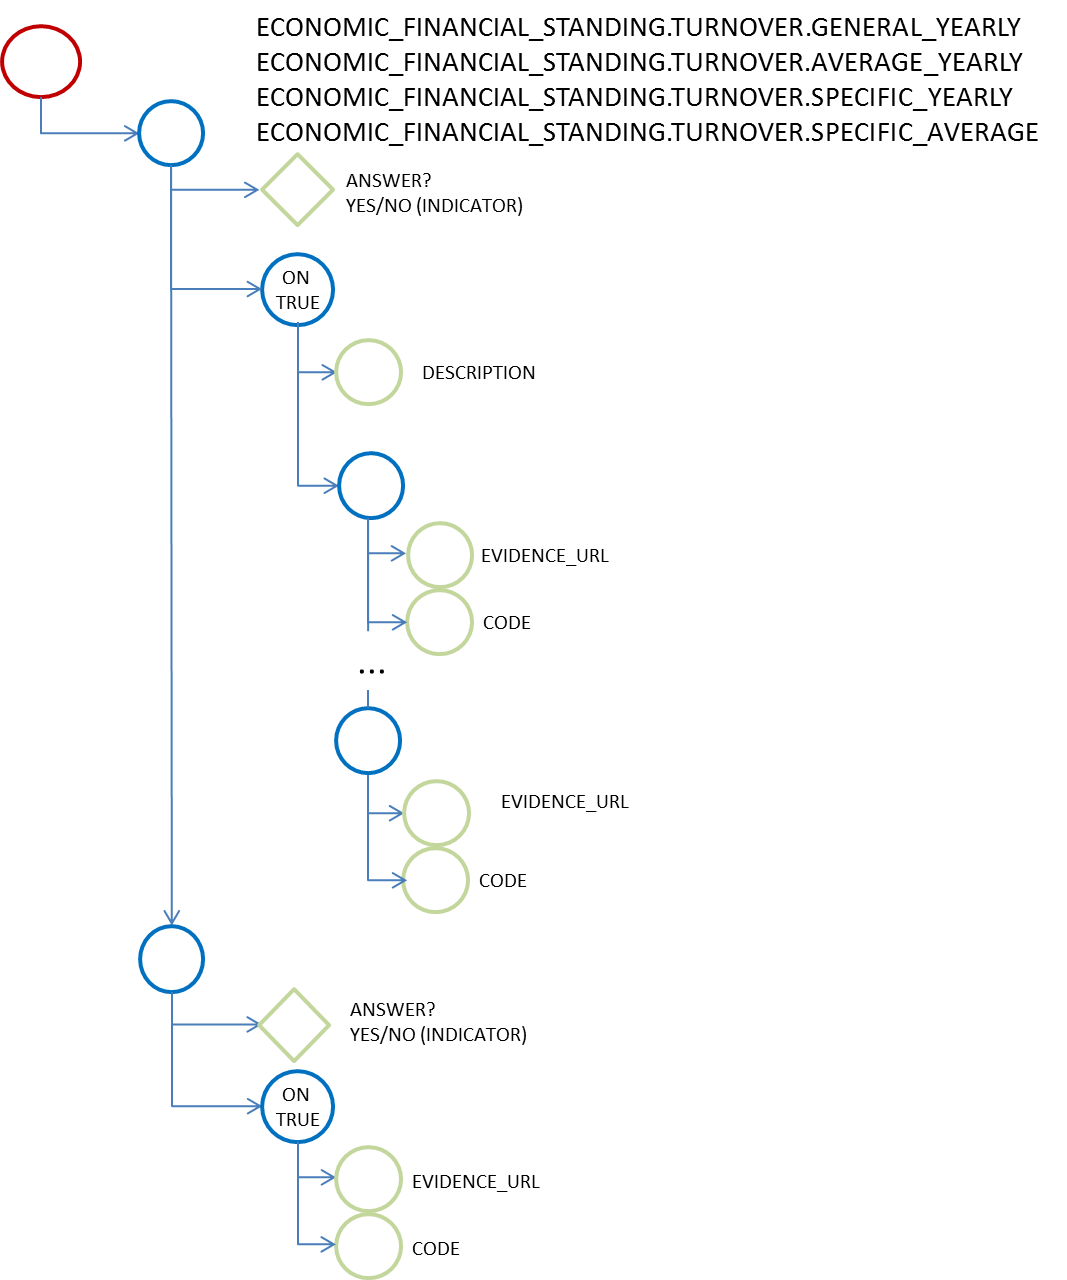 ECONOMIC_FINANCIAL_STANDING.TURNOVER.GENERAL_YEARLY
ECONOMIC_FINANCIAL_STANDING.TURNOVER.AVERAGE_YEARLY
ECONOMIC_FINANCIAL_STANDING.TURNOVER.SPECIFIC_YEARLY
ECONOMIC_FINANCIAL_STANDING.TURNOVER.SPECIFIC_AVERAGE
ANSWER?
YES/NO (INDICATOR)
ON
TRUE
DESCRIPTION
EVIDENCE_URL
CODE
...
EVIDENCE_URL
CODE
ANSWER?
YES/NO (INDICATOR)
ON
TRUE
EVIDENCE_URL
CODE